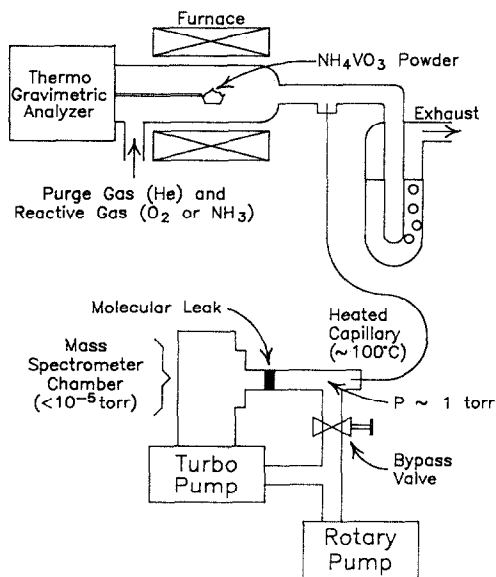 Furnace
NH4VO3 Powder
Thermo
Gravimetric
Analyzer
Exhaust
Purge Gas (He) and
Reactive Gas (O2 or NH3)
Molecular Leak
Heated
Capillary
(~100°C)
Mass
Spectrometer
Chamber
(<10-5 torr)
P ~ 1 torr
Turbo
Pump
Bypass
Valve
Rotary
Pump